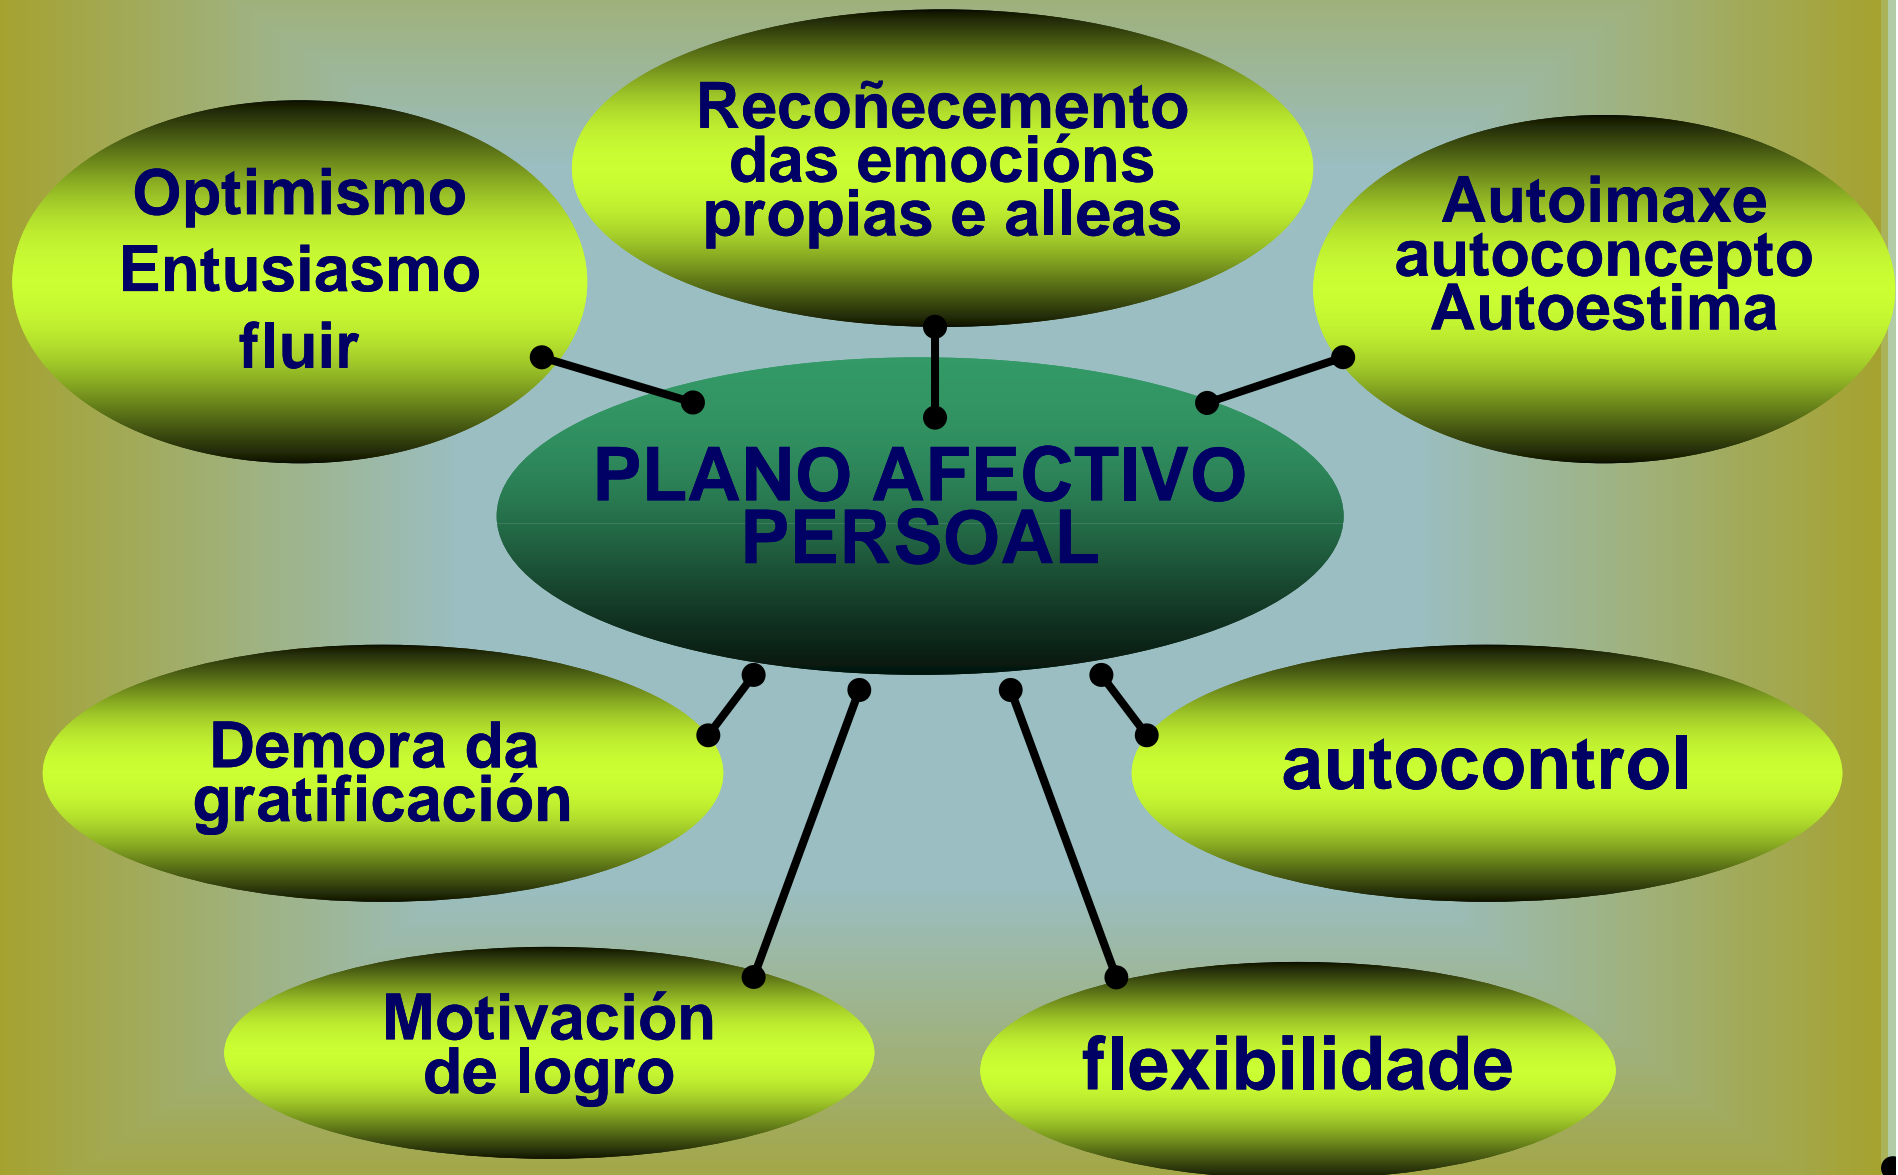 Optimismo
Entusiasmo
fluir
Recoñecemento
das emocións
propias e alleas
Autoimaxe
autoconcepto
Autoestima
PLANO AFECTIVO
PERSOAL
Demora da
gratificación
autocontrol
Motivación
de logro
flexibilidade